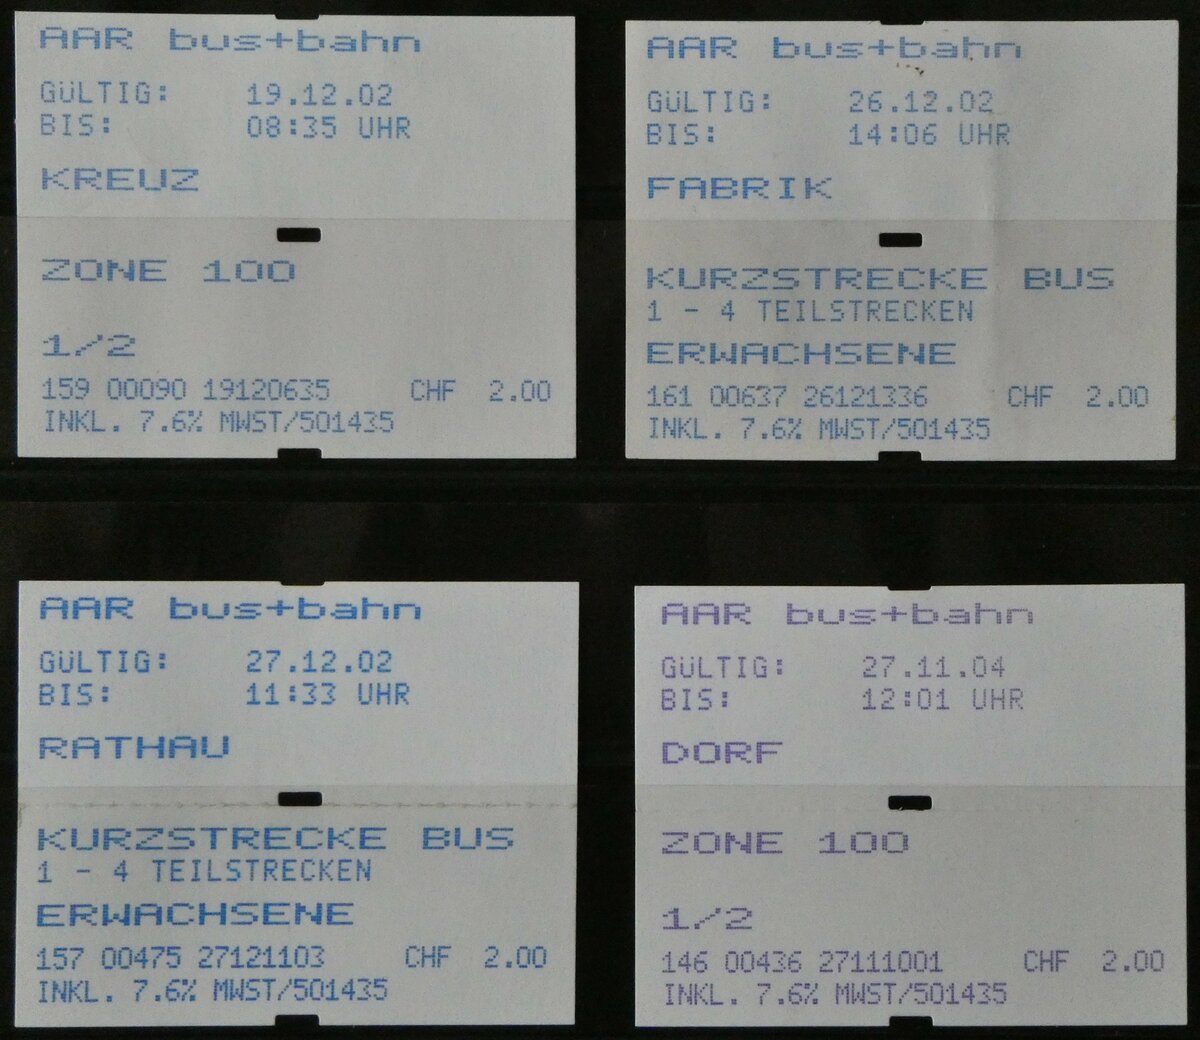 AAR bus+bahn
GÜLTIG: 19.12.02
BIS: 08:35 UHR
KREUZ
ZONE 100
1/2
159 00090 19120635 CHF 2.00
INKL. 7.6% MWST/501435
AAR bus+bahn
GÜLTIG: 26.12.02
BIS: 14:06 UHR
FABRIK
KURZSTRECKE BUS
1 - 4 TEILSTRECKEN
ERWACHSENE
161 00637 26121336 CHF 2.00
INKL. 7.6% MWST/501435
AAR bus+bahn
GÜLTIG: 27.12.02
BIS: 11:33 UHR
RATHAU
KURZSTRECKE BUS
1 - 4 TEILSTRECKEN
ERWACHSENE
157 00475 27121103 CHF 2.00
INKL. 7.6% MWST/501435
AAR bus+bahn
GÜLTIG: 27.11.04
BIS: 12:01 UHR
DORF
ZONE 100
1/2
146 00436 27111001 CHF 2.00
INKL. 7.6% MWST/501435